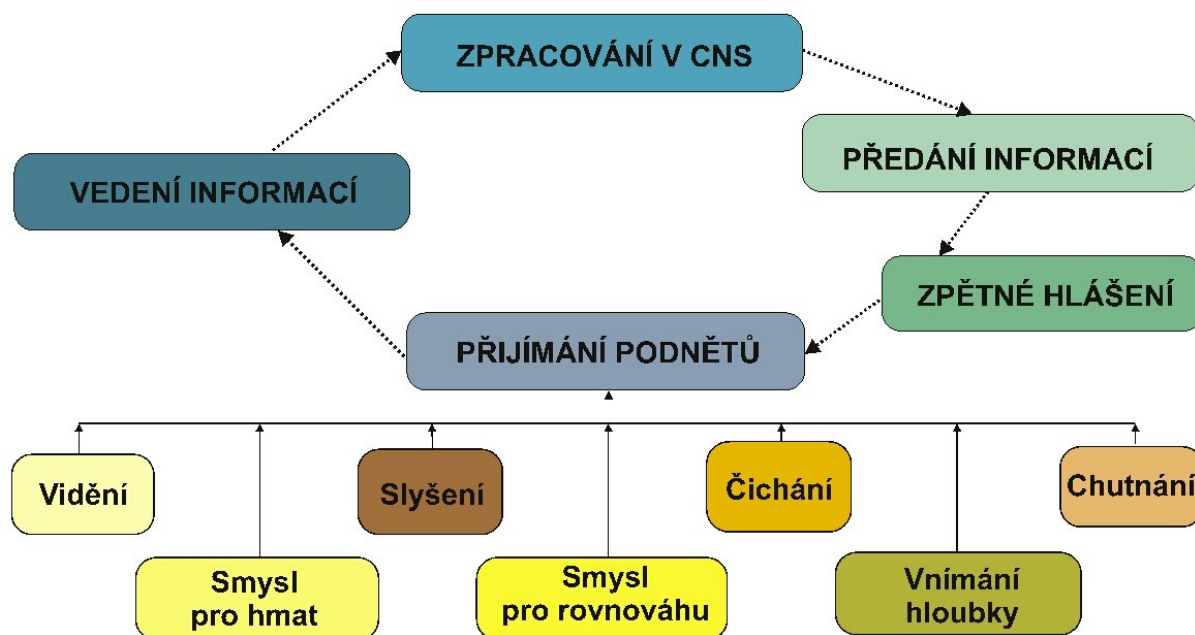 ZPRACOVÁNÍ V CNS
PŘEDÁNÍ INFORMACÍ
VEDENÍ INFORMACÍ
ZPĚTNÉ HLÁŠENÍ
PŘIJÍMÁNÍ PODNĚTŮ
Vidění
Slyšení
Čichání
Chutnání
Smysl
pro hmat
Smysl
pro rovnováhu
Vnímání
hloubky